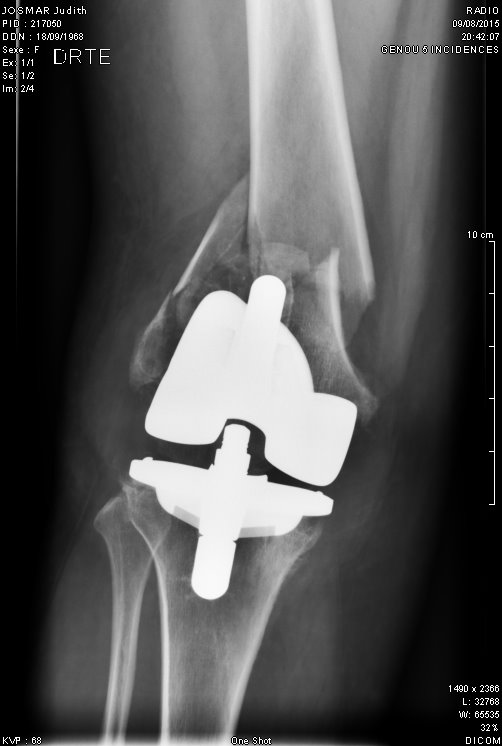 JOSMAR Judith
PID : 217050
DDN : 18/09/1968
Sexe : F
Ex: 1/1
Se: 1/2
Im: 2/4
DRTE
RADIO
09/08/2015
20:42:07
GENOU 5 INCIDENCES
10 cm
1490 x 2366
L: 32768
W: 65535
32%
DICOM
KVP : 68
One Shot